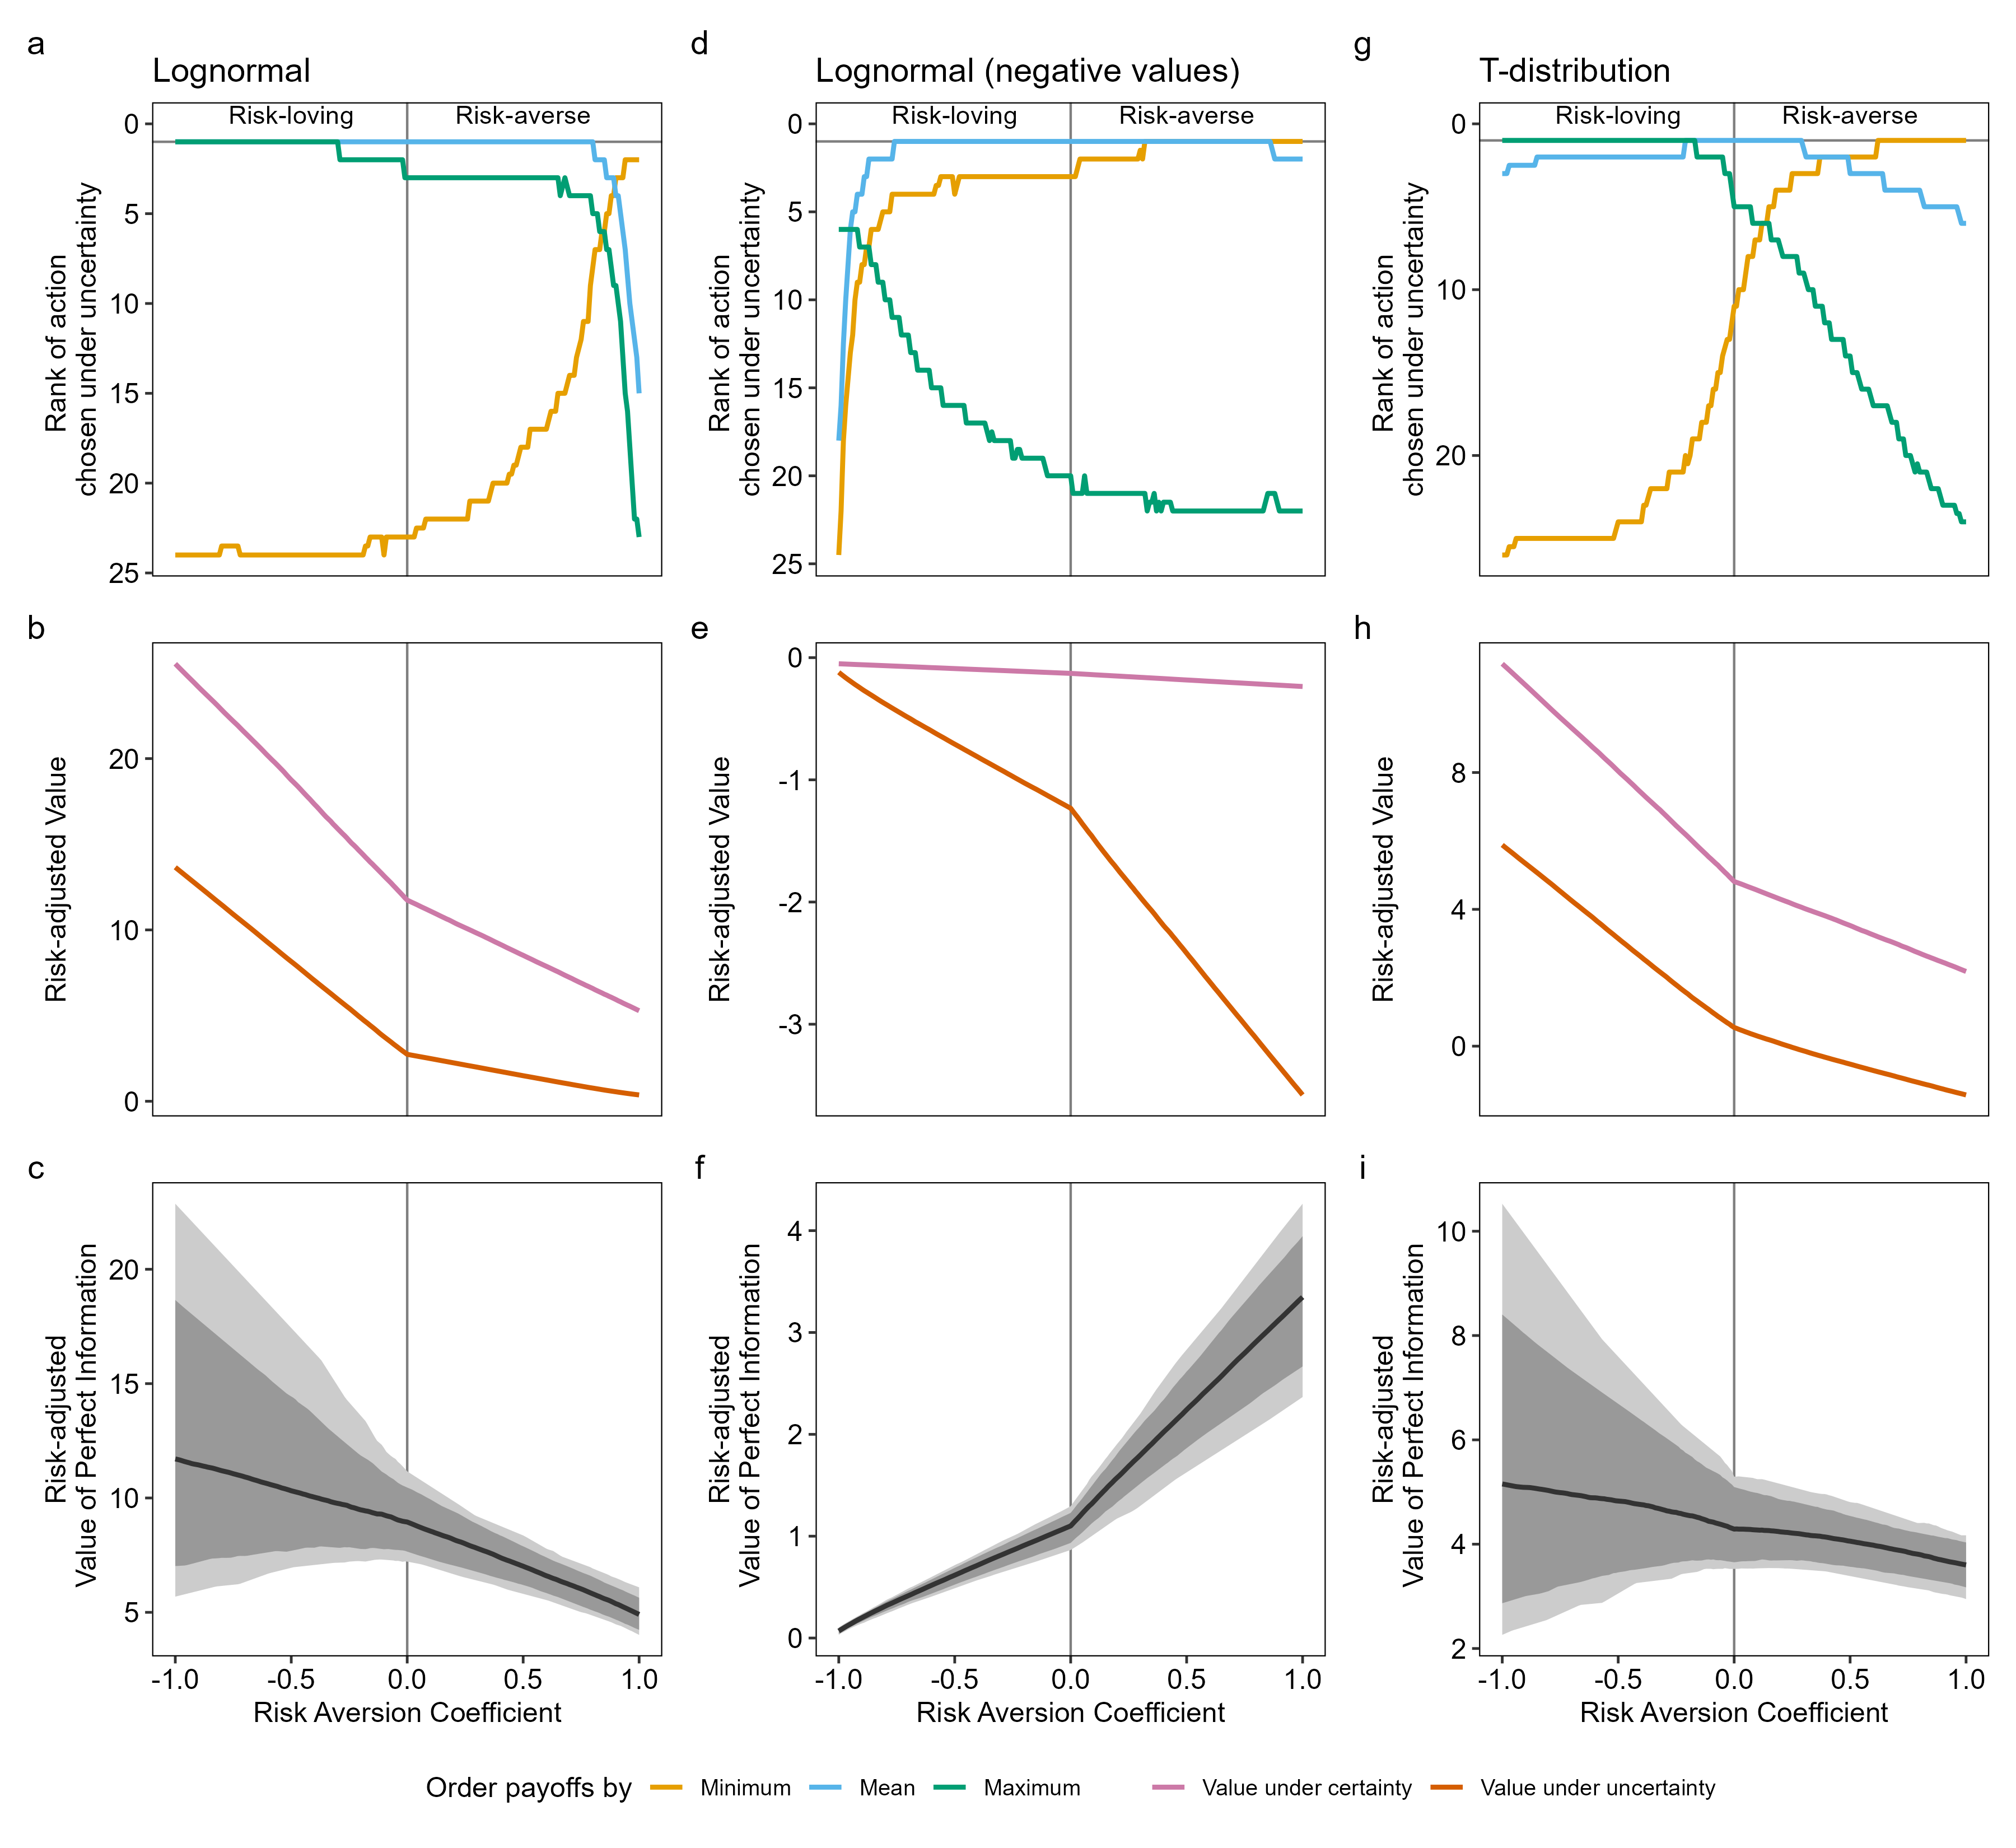 a
Lognormal
Risk-loving
Risk-averse
0
5
10
15
20
25
Rank of action
chosen under uncertainty
d
Lognormal (negative values)
Risk-loving
Risk-averse
0
5
10
15
20
25
Rank of action
chosen under uncertainty
g
T-distribution
Risk-loving
Risk-averse
0
10
20
Rank of action
chosen under uncertainty
b
20
10
0
Risk-adjusted Value
e
0
-1
-2
-3
Risk-adjusted Value
h
8
4
0
Risk-adjusted Value
c
20
15
10
5
Risk-adjusted
Value of Perfect Information
-1.0 -0.5 0.0 0.5 1.0
Risk Aversion Coefficient
f
4
3
2
1
0
Risk-adjusted
Value of Perfect Information
-1.0 -0.5 0.0 0.5 1.0
Risk Aversion Coefficient
i
10
8
6
4
2
Risk-adjusted
Value of Perfect Information
-1.0 -0.5 0.0 0.5 1.0
Risk Aversion Coefficient
Order payoffs by Minimum Mean Maximum Value under certainty Value under uncertainty